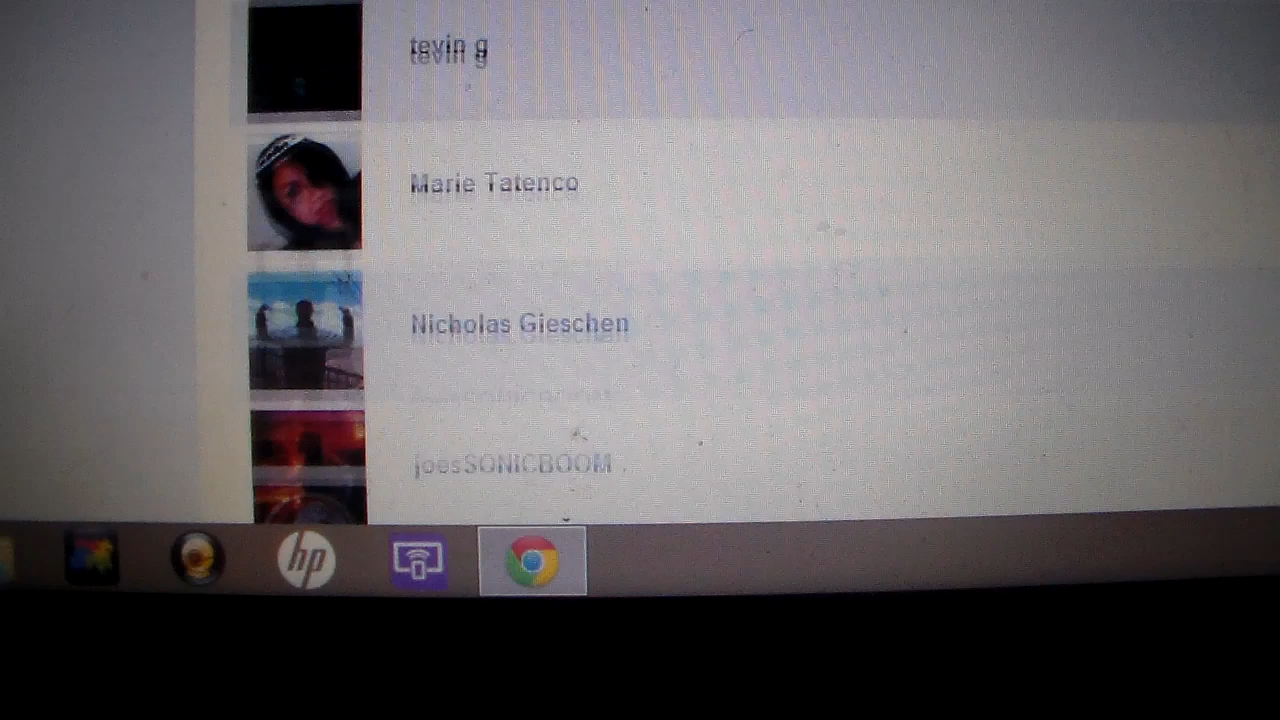 tevin g
Marie Tatenco
Nicholas Gieschen
joesSONICBOOM .
hp